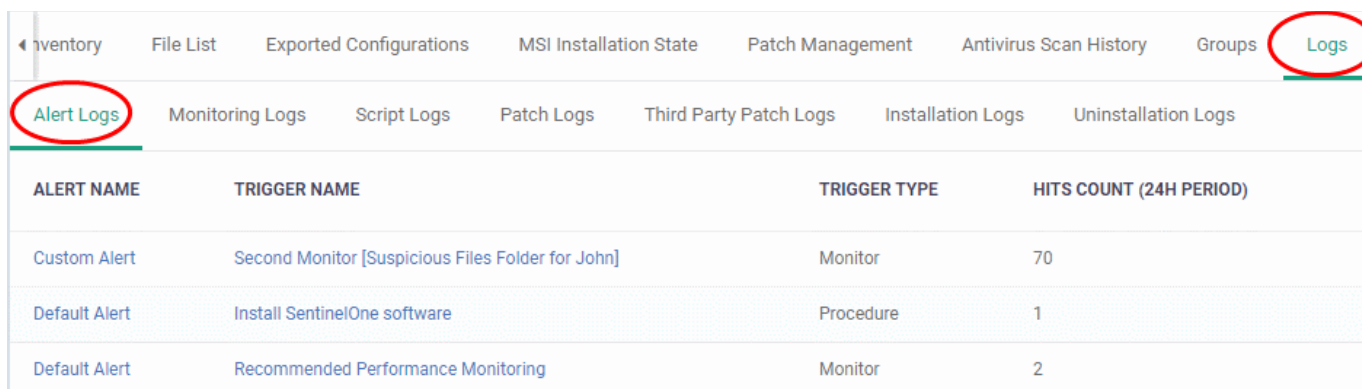 nventory File List Exported Configurations MSI Installation State Patch Management Antivirus Scan History Groups Logs
Alert Logs Monitoring Logs Script Logs Patch Logs Third Party Patch Logs Installation Logs Uninstallation Logs
ALERT NAME TRIGGER NAME TRIGGER TYPE HITS COUNT (24H PERIOD)
Custom Alert Second Monitor [Suspicious Files Folder for John] Monitor 70
Default Alert Install SentinelOne software Procedure 1
Default Alert Recommended Performance Monitoring Monitor 2